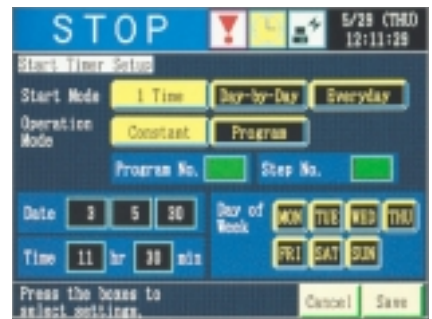 STOP
5/29 (THU)
12:11:29
Start Timer Setup
Start Mode 1 Time Day-by-Day Everyday
Operation Mode Constant Program
Program No. Step No.
Date 3 5 30
Day of Week MON TUE WED THU
FRI SAT SUN
Time 11 hr 30 min
Press the boxes to
select settings.
Cancel Save